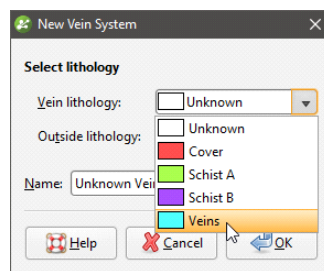 New Vein System
Select lithology
Vein lithology: Unknown
Outside lithology: Unknown
Cover
Schist A
Schist B
Name: Unknown Vei
Veins
Help Cancel OK